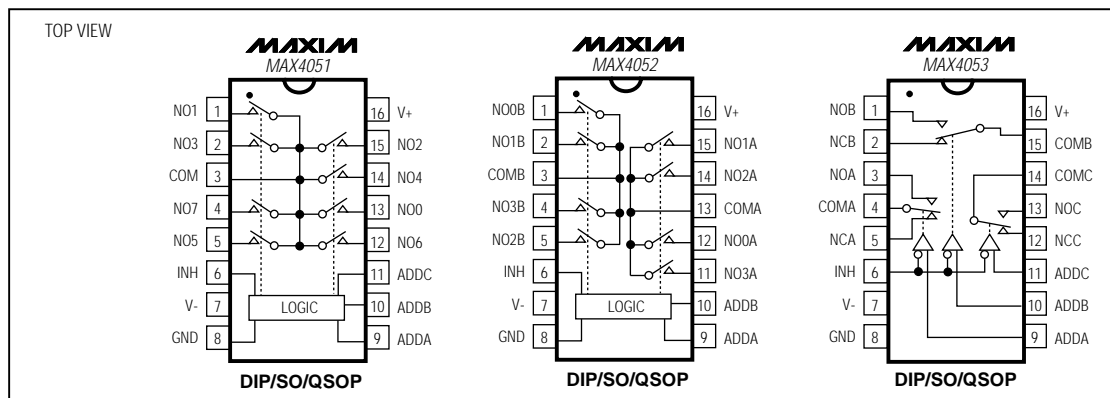 TOP VIEW
MAXIM
MAX4051
NO1 1
NO3 2
COM 3
NO7 4
NO5 5
INH 6
V- 7
GND 8
16 V+
15 NO2
14 NO4
13 NO0
12 NO6
11 ADDC
10 ADDB
9 ADDA
LOGIC
DIP/SO/QSOP
MAXIM
MAX4052
NO0B 1
NO1B 2
COMB 3
NO3B 4
NO2B 5
INH 6
V- 7
GND 8
16 V+
15 NO1A
14 NO2A
13 COMA
12 NO0A
11 NO3A
10 ADDB
9 ADDA
LOGIC
DIP/SO/QSOP
MAXIM
MAX4053
NOB 1
NCB 2
NOA 3
COMA 4
NCA 5
INH 6
V- 7
GND 8
16 V+
15 COMB
14 COMC
13 NOC
12 NCC
11 ADDC
10 ADDB
9 ADDA
DIP/SO/QSOP